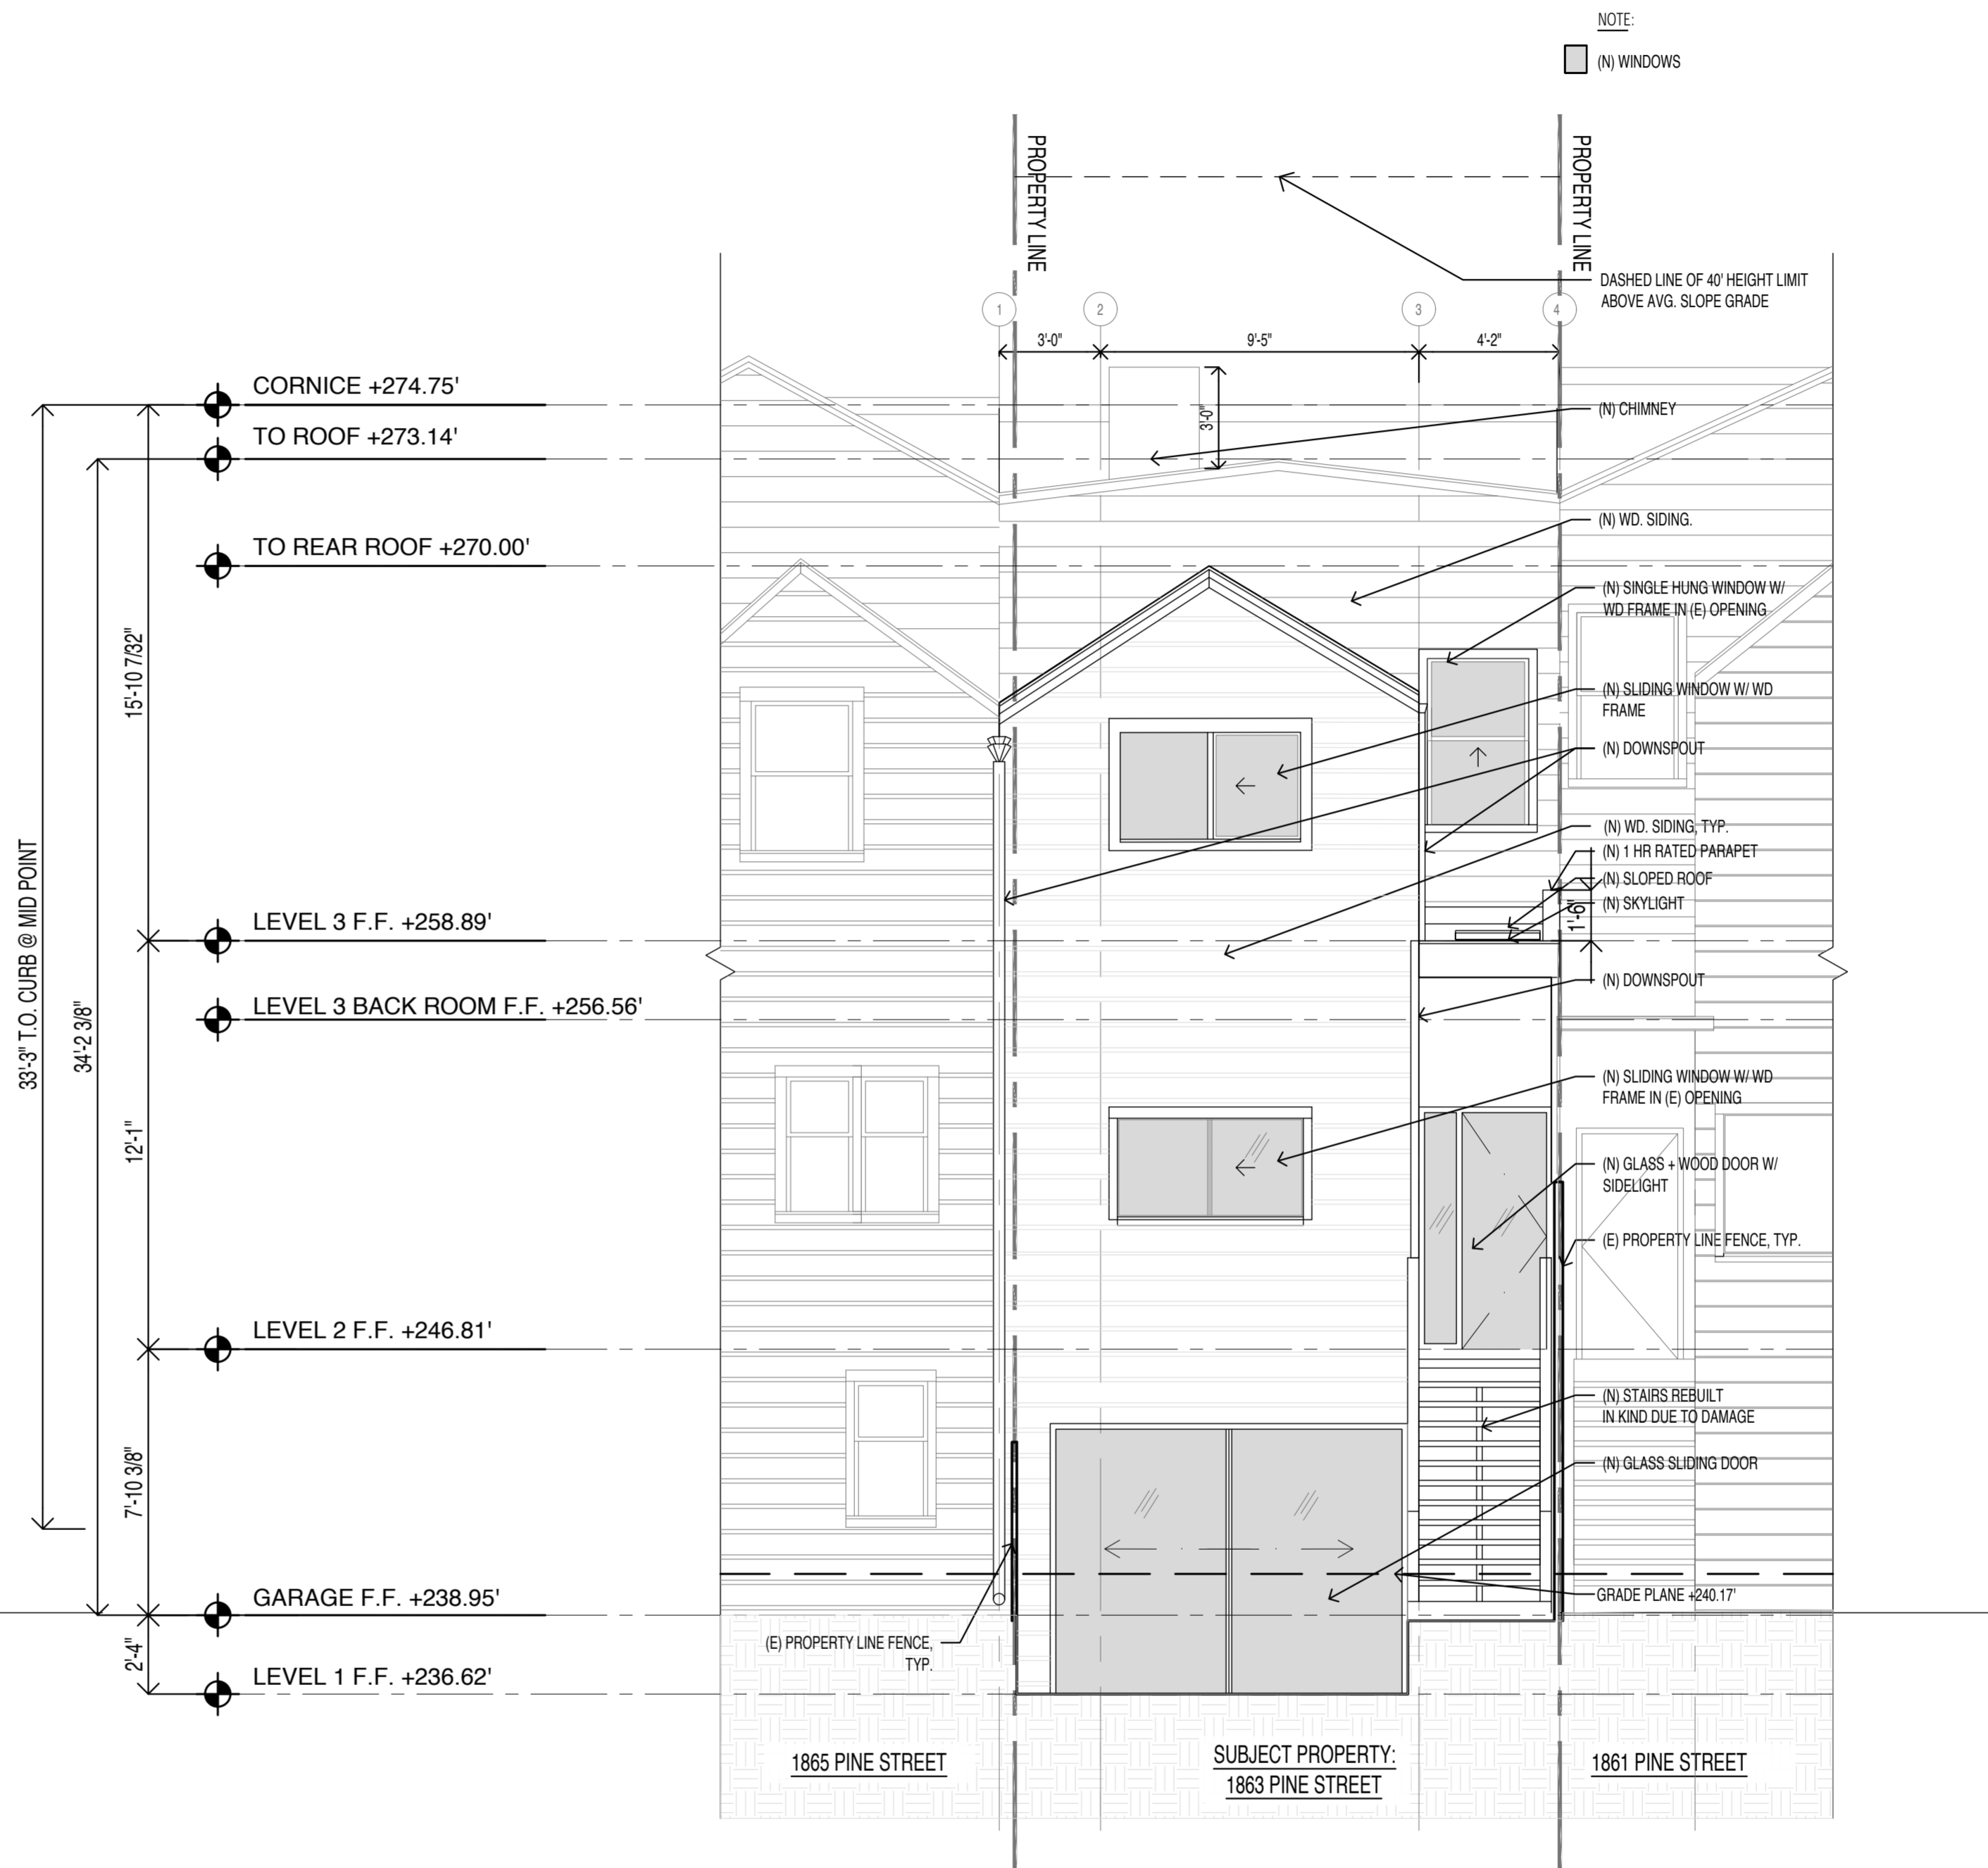 NOTE:
(N) WINDOWS
PROPERTY LINE
PROPERTY LINE
DASHED LINE OF 40' HEIGHT LIMIT
ABOVE AVG. SLOPE GRADE
1
2
3
4
3'-0"
9'-5"
4'-2"
CORNICE +274.75'
TO ROOF +273.14'
TO REAR ROOF +270.00'
LEVEL 3 F.F. +258.89'
LEVEL 3 BACK ROOM F.F. +256.56'
LEVEL 2 F.F. +246.81'
GARAGE F.F. +238.95'
LEVEL 1 F.F. +236.62'
33'-3" T.O. CURB @ MID POINT
34'-2 3/8"
15'-10 7/32"
12'-1"
7'-10 3/8"
2'-4"
3'-0"
(N) CHIMNEY
(N) WD. SIDING.
(N) SINGLE HUNG WINDOW W/
WD FRAME IN (E) OPENING
(N) SLIDING WINDOW W/ WD
FRAME
(N) DOWNSPOUT
(N) WD. SIDING, TYP.
(N) 1 HR RATED PARAPET
(N) SLOPED ROOF
(N) SKYLIGHT
1'-6"
(N) DOWNSPOUT
(N) SLIDING WINDOW W/ WD
FRAME IN (E) OPENING
(N) GLASS + WOOD DOOR W/
SIDELIGHT
(E) PROPERTY LINE FENCE, TYP.
(N) STAIRS REBUILT
IN KIND DUE TO DAMAGE
(N) GLASS SLIDING DOOR
GRADE PLANE +240.17'
(E) PROPERTY LINE FENCE,
TYP.
1865 PINE STREET
SUBJECT PROPERTY:
1863 PINE STREET
1861 PINE STREET